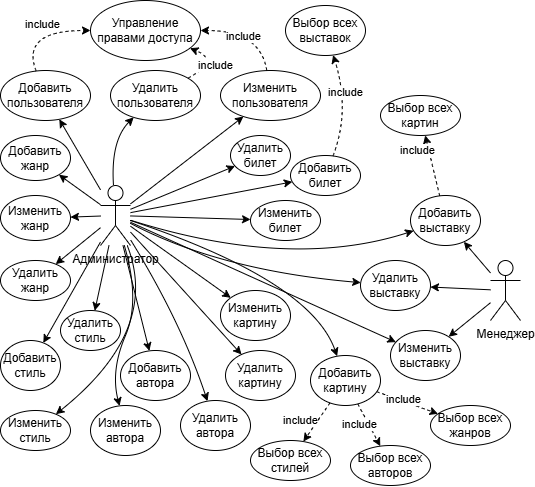 include
Управление
правами доступа
include
include
Выбор всех
выставок
Добавить
пользователя
Удалить
пользователя
Изменить
пользователя
include
Выбор всех
картин
include
Добавить
жанр
Удалить
билет
Добавить
билет
Изменить
жанр
Изменить
билет
Добавить
выставку
Администратор
Удалить
жанр
Удалить
выставку
Менеджер
Изменить
картину
Удалить
стиль
Изменить
выставку
Добавить
стиль
Добавить
автора
Удалить
картину
Добавить
картину
Изменить
стиль
Изменить
автора
Удалить
автора
include
include
include
Выбор всех
стилей
Выбор всех
авторов
Выбор всех
жанров